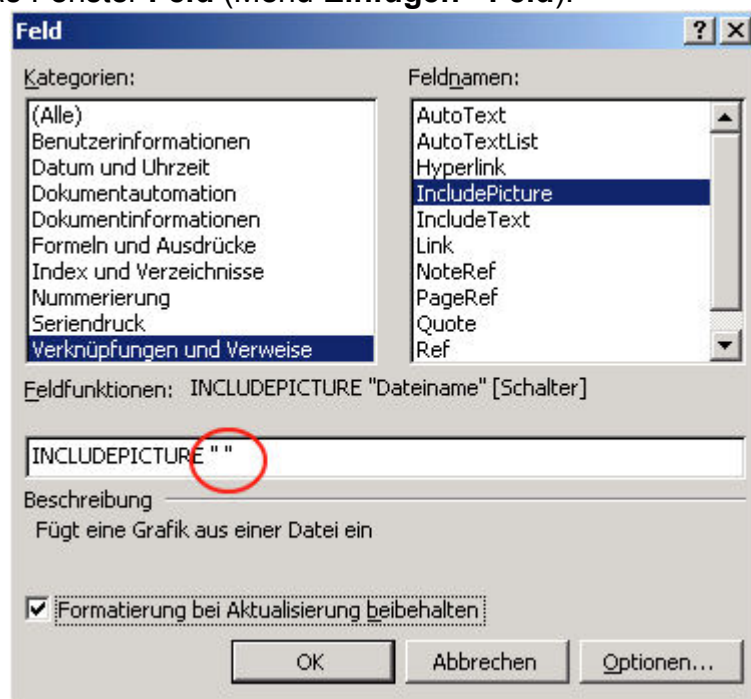 Feld
Kategorien:
(Alle)
Benutzerinformationen
Datum und Uhrzeit
Dokumentautomation
Dokumentinformationen
Formeln und Ausdrücke
Index und Verzeichnisse
Nummerierung
Seriendruck
Verknüpfungen und Verweise
Feldnamen:
AutoText
AutoTextList
Hyperlink
IncludePicture
IncludeText
Link
NoteRef
PageRef
Quote
Ref
Feldfunktionen: INCLUDEPICTURE "Dateiname" [Schalter]
INCLUDEPICTURE " "
Beschreibung
Fügt eine Grafik aus einer Datei ein
Formatierung bei Aktualisierung beibehalten
OK Abbrechen Optionen...